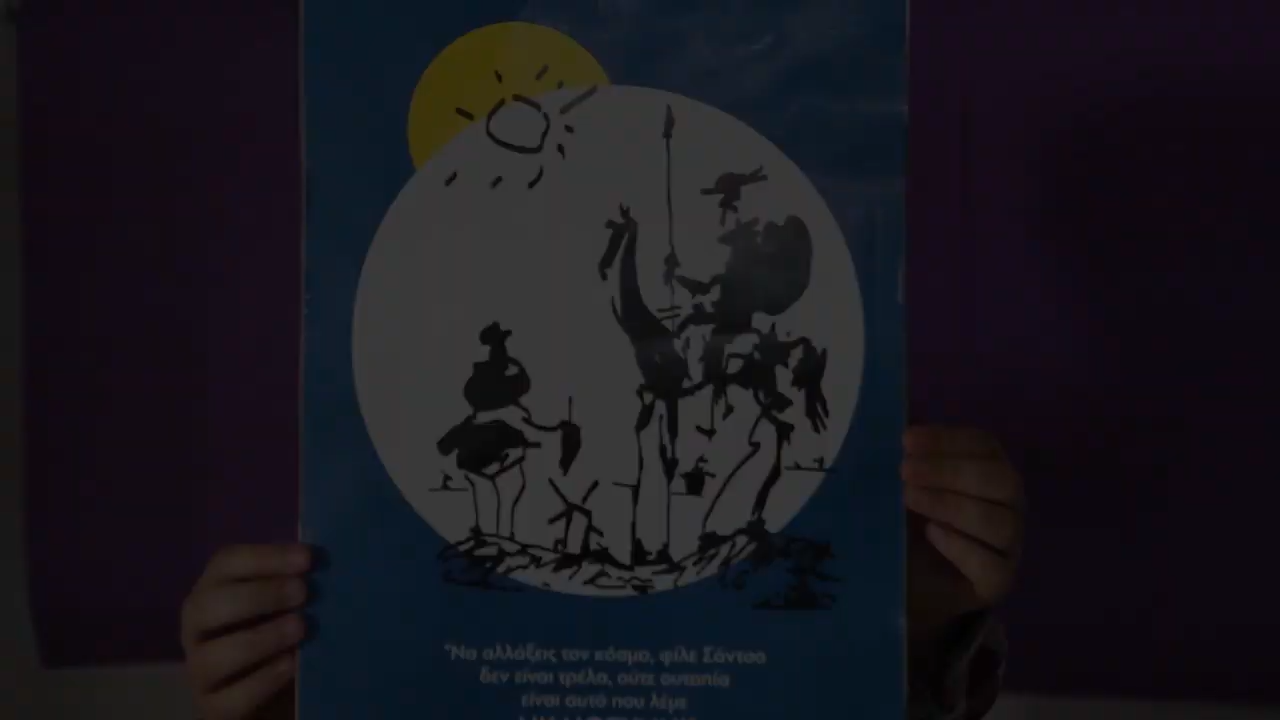 "Να αλλάξεις τον κόσμο, φίλε Σάντσο
δεν είναι τρέλα, ούτε ουτοπία
είναι αυτό που λέμε